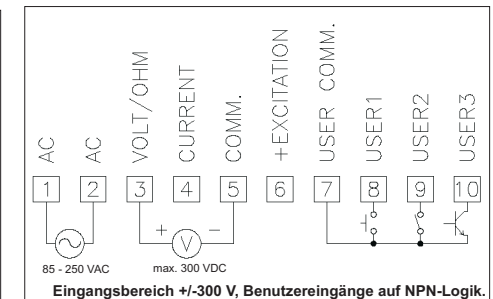 AC
AC
VOLT/OHM
CURRENT
COMM.
+EXCITATION
USER COMM.
USER1
USER2
USER3
1 2 3 4 5 6 7 8 9 10
+ V −
85 - 250 VAC
max. 300 VDC
Eingangsbereich +/-300 V, Benutzereingänge auf NPN-Logik.